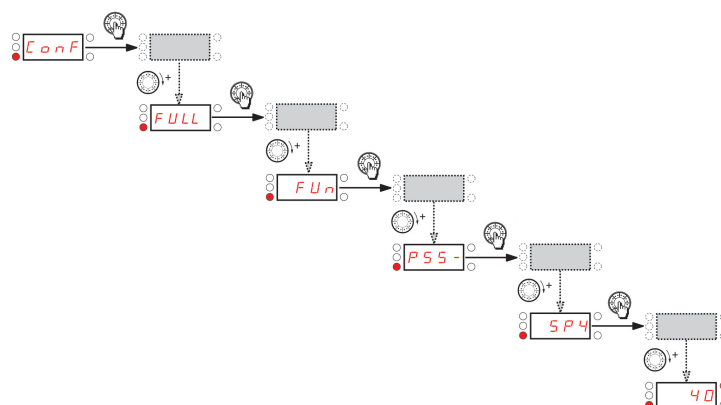 ConF
+
FULL
+
FUn
+
PSS-
+
SP4
+
40